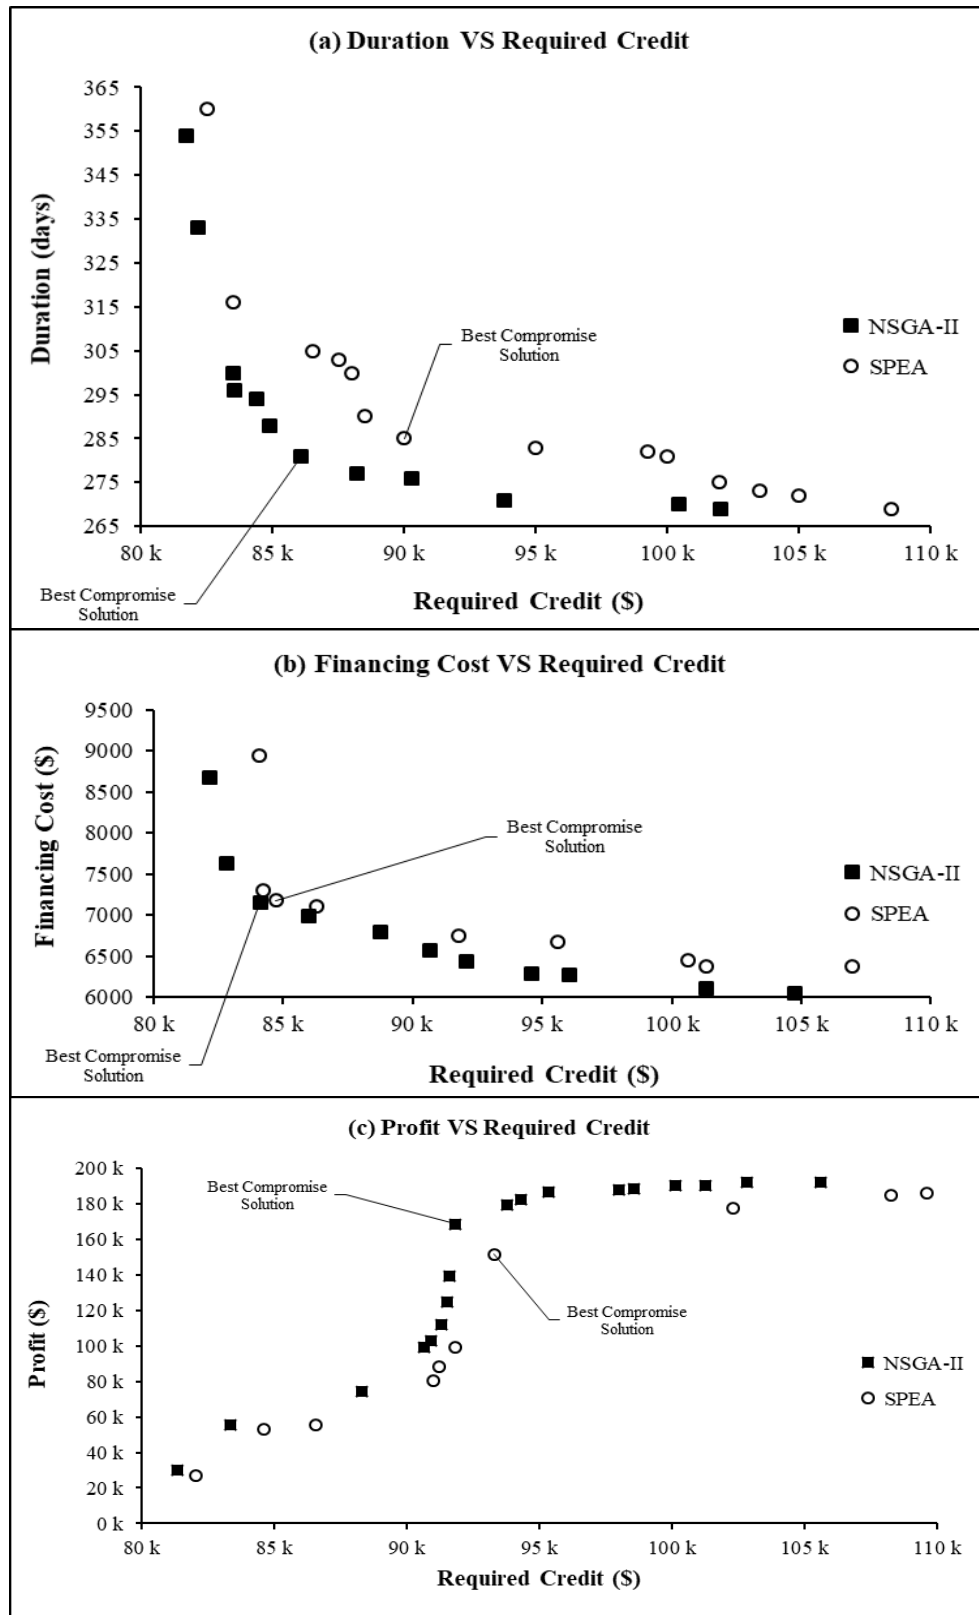 (a) Duration VS Required Credit
365
355
345
335
325
315
305
295
285
275
265
Duration (days)
Best Compromise
Solution
NSGA-II
SPEA
80 k 85 k 90 k 95 k 100 k 105 k 110 k
Best Compromise
Solution
Required Credit ($)
(b) Financing Cost VS Required Credit
9500
9000
8500
8000
7500
7000
6500
6000
Financing Cost ($)
Best Compromise
Solution
NSGA-II
SPEA
80 k 85 k 90 k 95 k 100 k 105 k 110 k
Best Compromise
Solution
Required Credit ($)
(c) Profit VS Required Credit
200 k
180 k
160 k
140 k
120 k
100 k
80 k
60 k
40 k
20 k
0 k
Profit ($)
Best Compromise
Solution
Best Compromise
Solution
NSGA-II
SPEA
80 k 85 k 90 k 95 k 100 k 105 k 110 k
Required Credit ($)